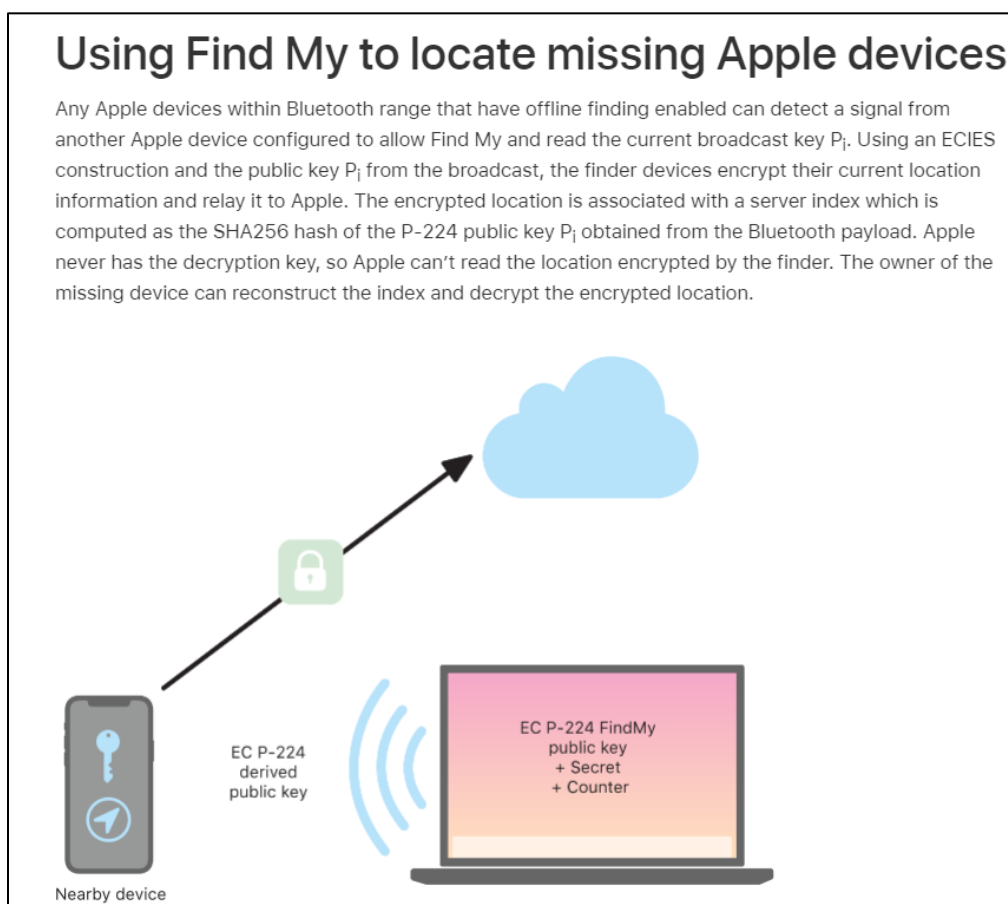 Using Find My to locate missing Apple devices
Any Apple devices within Bluetooth range that have offline finding enabled can detect a signal from
another Apple device configured to allow Find My and read the current broadcast key Pᵢ. Using an ECIES
construction and the public key Pᵢ from the broadcast, the finder devices encrypt their current location
information and relay it to Apple. The encrypted location is associated with a server index which is
computed as the SHA256 hash of the P-224 public key Pᵢ obtained from the Bluetooth payload. Apple
never has the decryption key, so Apple can’t read the location encrypted by the finder. The owner of the
missing device can reconstruct the index and decrypt the encrypted location.
EC P-224
derived
public key
EC P-224 FindMy
public key
+ Secret
+ Counter
Nearby device